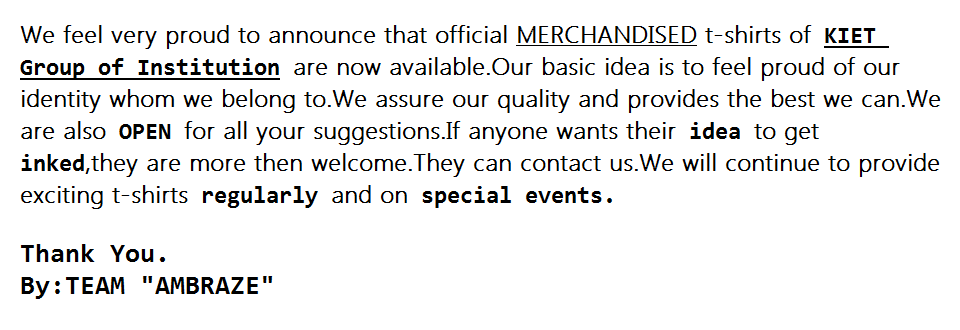 We feel very proud to announce that official MERCHANDISED t-shirts of KIET
Group of Institution are now available.Our basic idea is to feel proud of our
identity whom we belong to.We assure our quality and provides the best we can.We
are also OPEN for all your suggestions.If anyone wants their idea to get
inked,they are more then welcome.They can contact us.We will continue to provide
exciting t-shirts regularly and on special events.
Thank You.
By:TEAM "AMBRAZE"